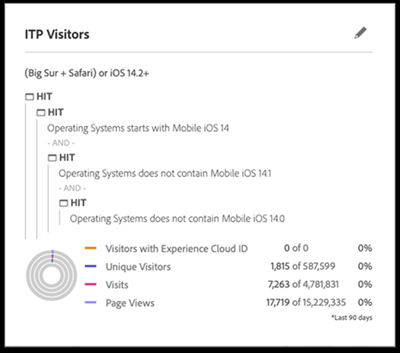 ITP Visitors
(Big Sur + Safari) or iOS 14.2+
HIT
HIT
Operating Systems starts with Mobile iOS 14
- AND -
HIT
Operating Systems does not contain Mobile iOS 14.1
- AND -
HIT
Operating Systems does not contain Mobile iOS 14.0
Visitors with Experience Cloud ID 0 of 0 0%
Unique Visitors 1,815 of 587,599 0%
Visits 7,263 of 4,781,831 0%
Page Views 17,719 of 15,229,335 0%
*Last 90 days